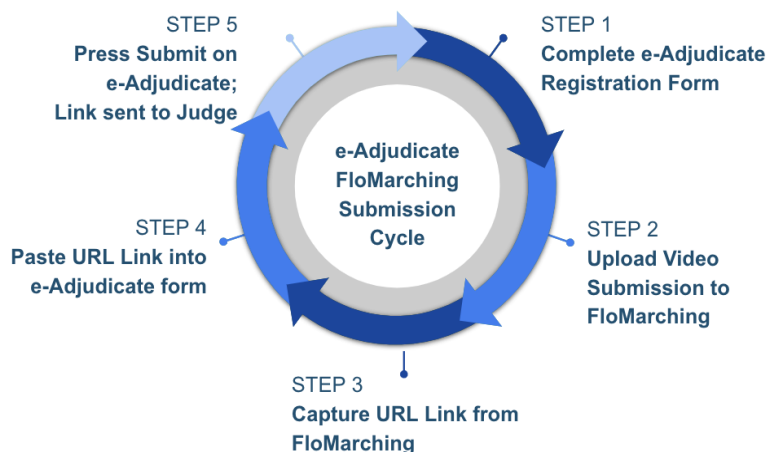 STEP 1
Complete e-Adjudicate
Registration Form
STEP 2
Upload Video
Submission to
FloMarching
STEP 3
Capture URL Link from
FloMarching
STEP 4
Paste URL Link into
e-Adjudicate form
STEP 5
Press Submit on
e-Adjudicate;
Link sent to Judge
e-Adjudicate
FloMarching
Submission
Cycle